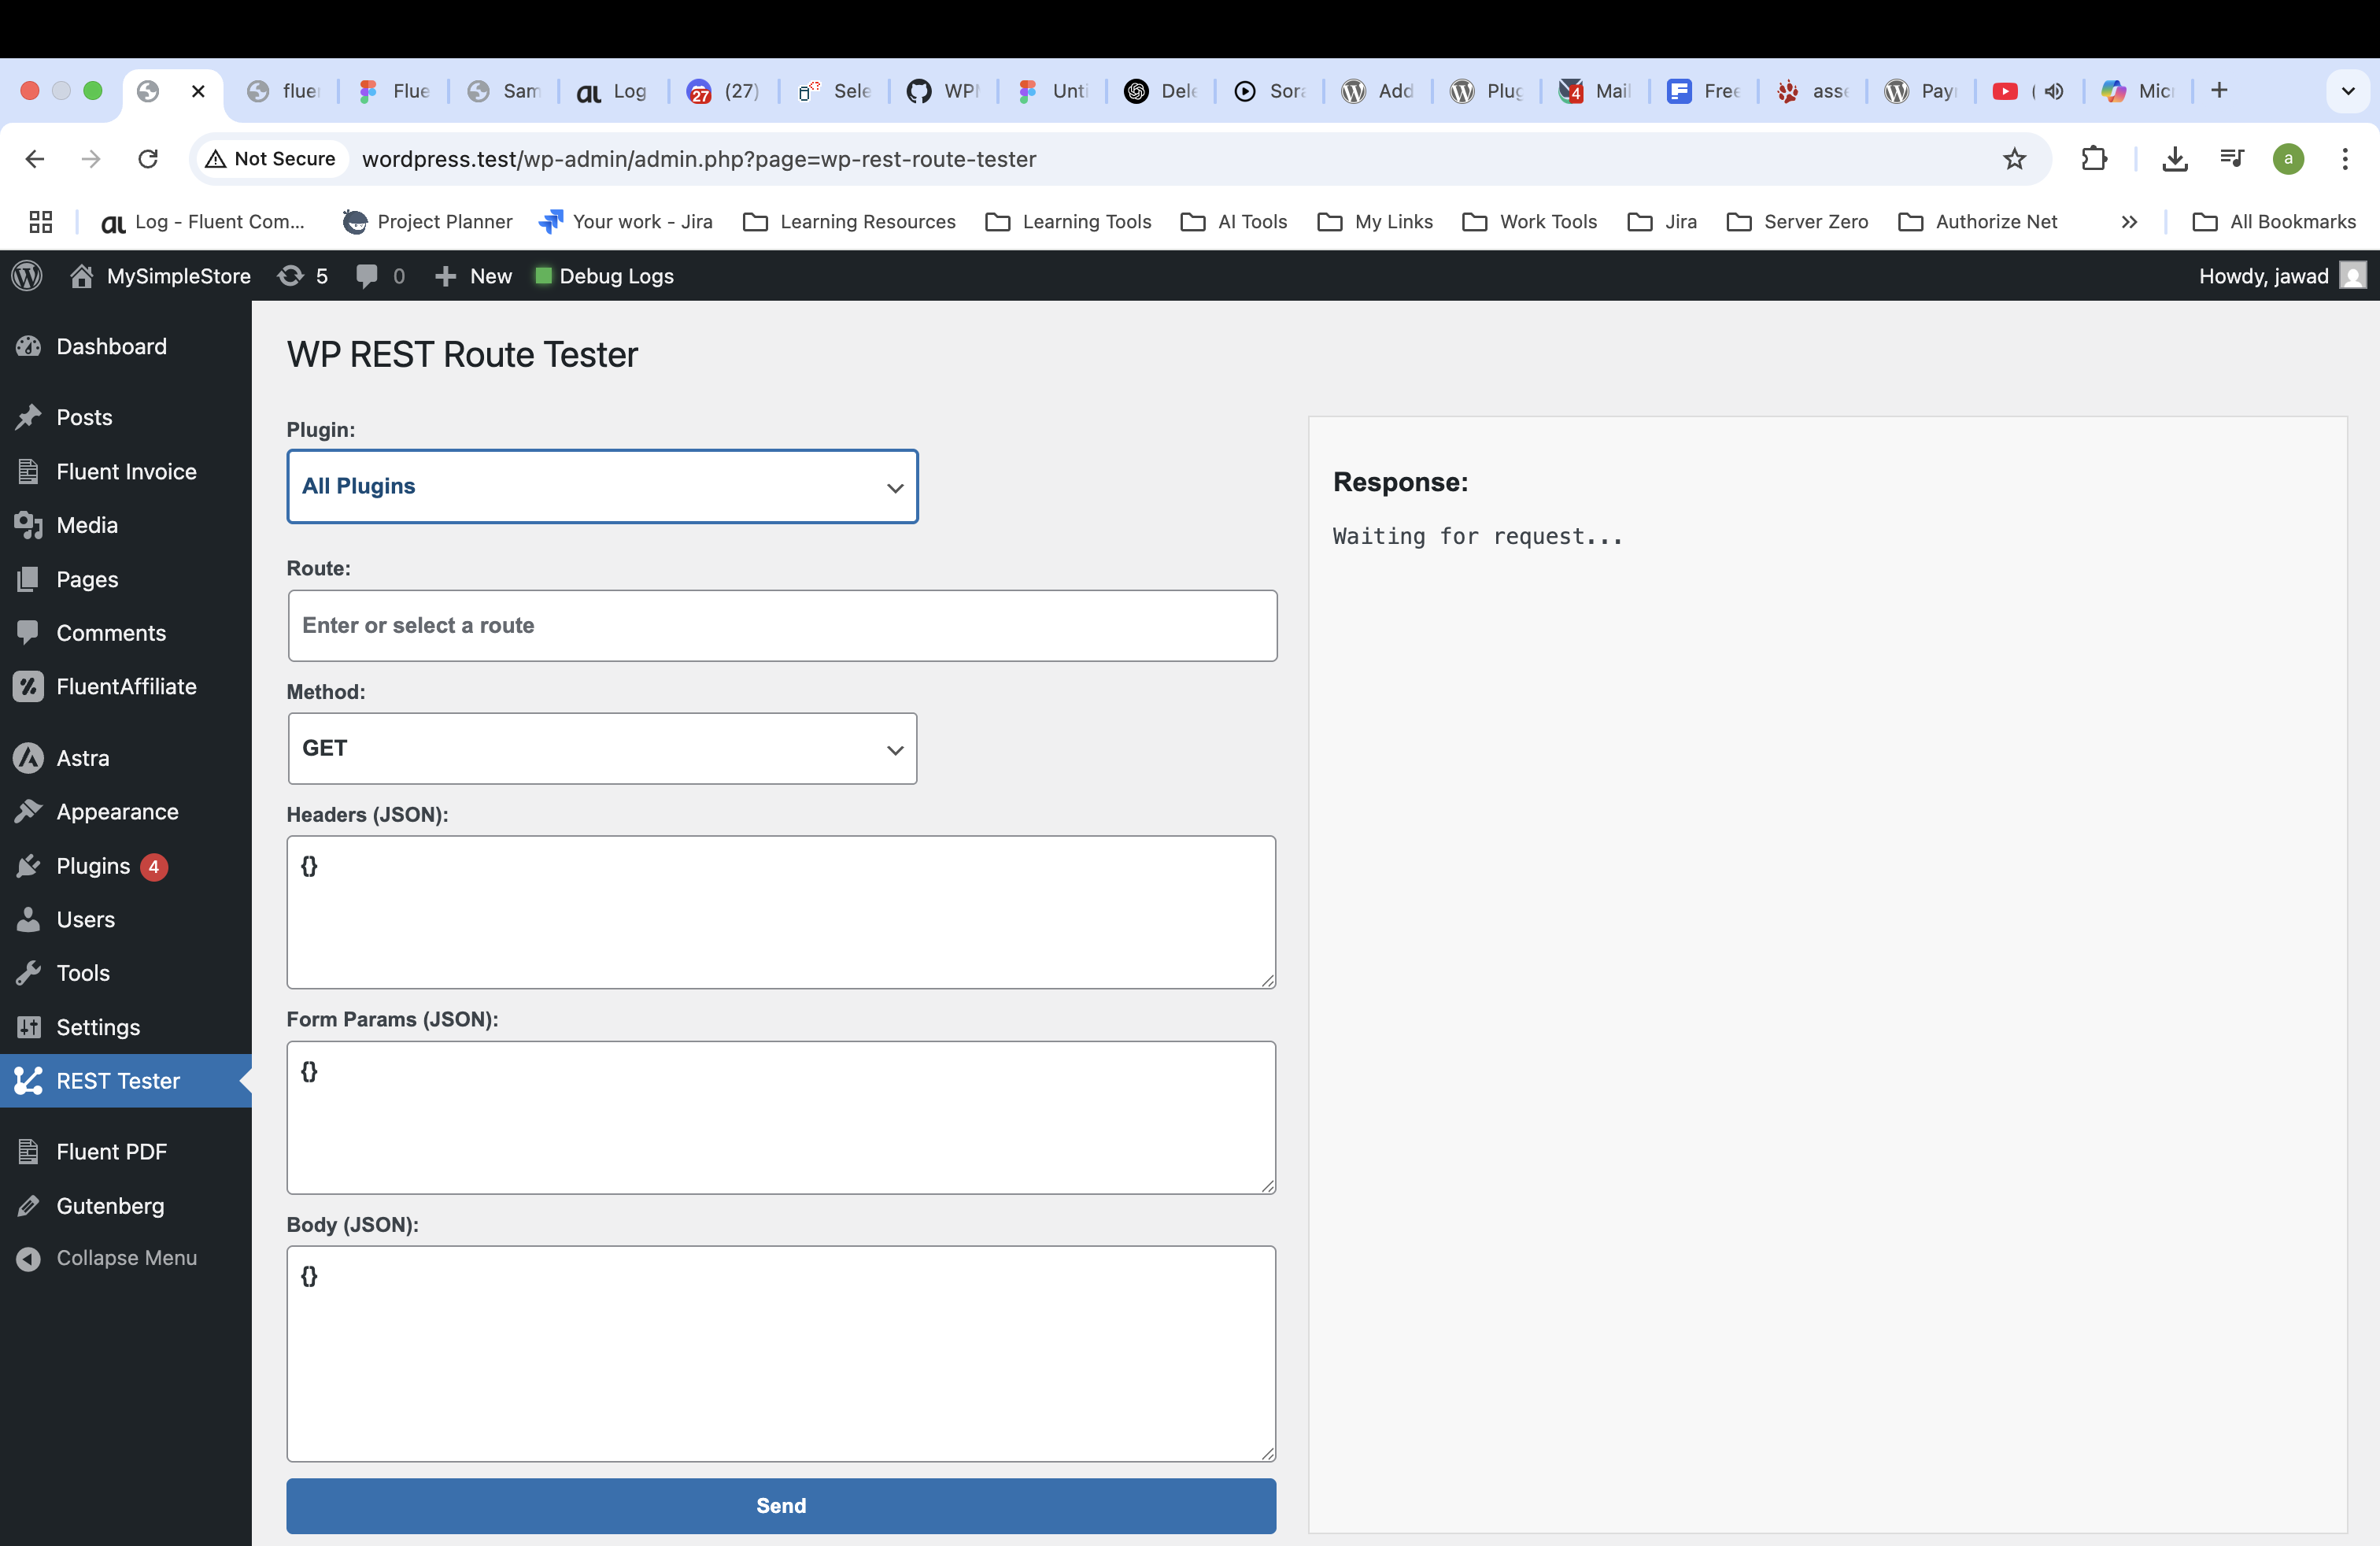 flue
Flue
Sam
Log
27
(27)
Sele
WPM
Unti
Dele
Sora
Add
Plug
4
Mail
Free
asse
Pay
(
Mic
Not Secure
wordpress.test/wp-admin/admin.php?page=wp-rest-route-tester
a
Log - Fluent Com...
Project Planner
Your work - Jira
Learning Resources
Learning Tools
AI Tools
My Links
Work Tools
Jira
Server Zero
Authorize Net
All Bookmarks
MySimpleStore
5
0
New
Debug Logs
Howdy, jawad
Dashboard
Posts
Fluent Invoice
Media
Pages
Comments
FluentAffiliate
Astra
Appearance
Plugins 4
Users
Tools
Settings
REST Tester
Fluent PDF
Gutenberg
Collapse Menu
WP REST Route Tester
Plugin:
All Plugins
Route:
Enter or select a route
Method:
GET
Headers (JSON):
{}
Form Params (JSON):
{}
Body (JSON):
{}
Send
Response:
Waiting for request...